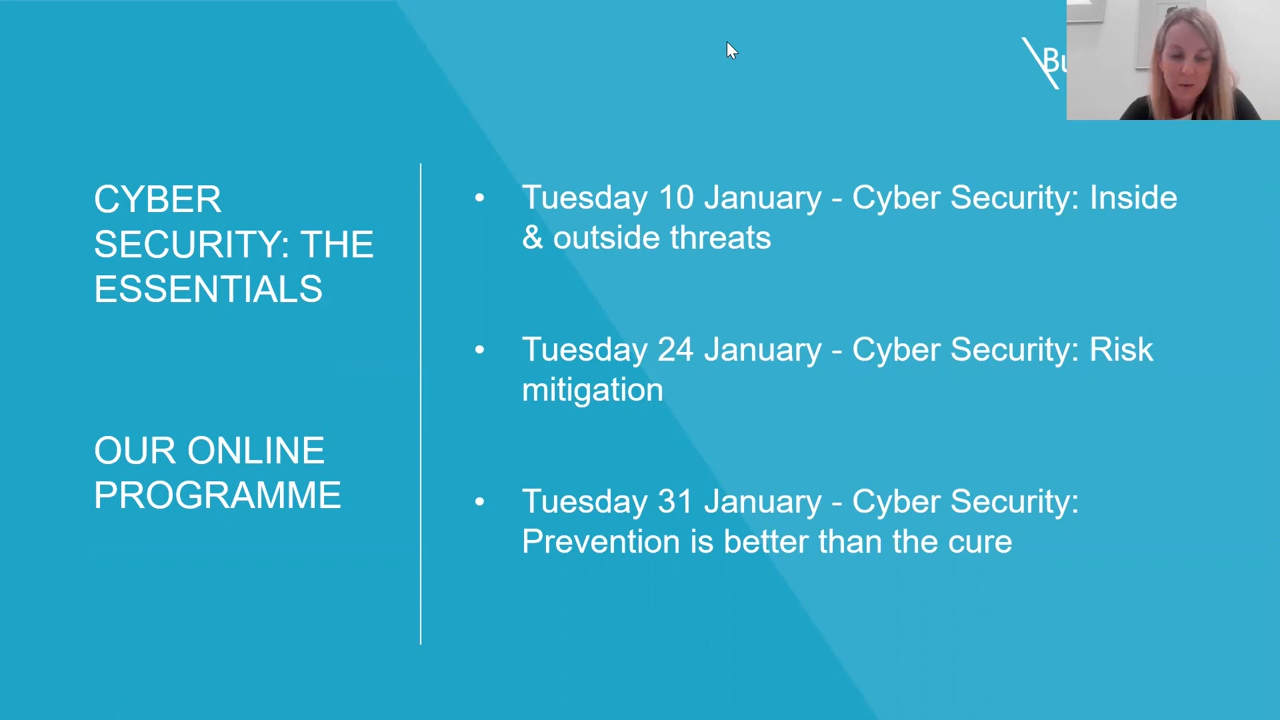 CYBER
SECURITY: THE
ESSENTIALS
OUR ONLINE
PROGRAMME
• Tuesday 10 January - Cyber Security: Inside
& outside threats
• Tuesday 24 January - Cyber Security: Risk
mitigation
• Tuesday 31 January - Cyber Security:
Prevention is better than the cure